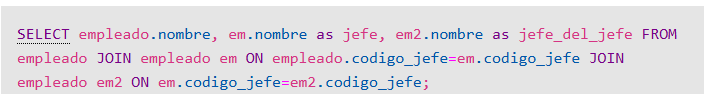 SELECT empleado.nombre, em.nombre as jefe, em2.nombre as jefe_del_jefe FROM
empleado JOIN empleado em ON empleado.codigo_jefe=em.codigo_jefe JOIN
empleado em2 ON em.codigo_jefe=em2.codigo_jefe;